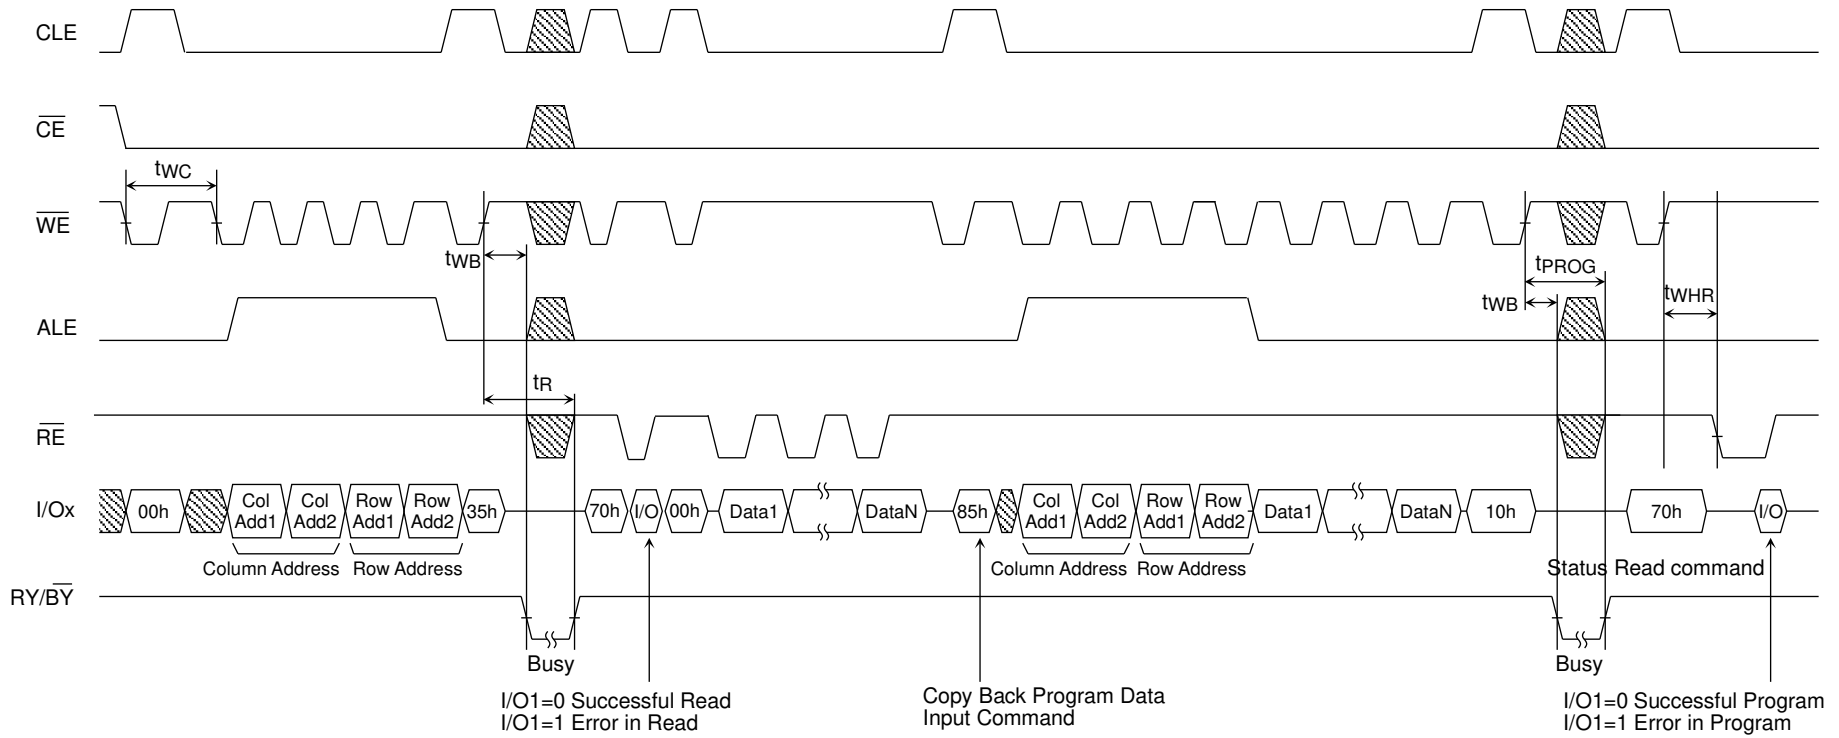 CLE
CE
tWC
WE
tWB
tPROG
tWB
tWHR
ALE
tR
RE
I/Ox
00h
Col Add1
Col Add2
Row Add1
Row Add2
35h
70h
I/O
00h
Data1
DataN
85h
Col Add1
Col Add2
Row Add1
Row Add2
Data1
DataN
10h
70h
I/O
Column Address
Row Address
Column Address
Row Address
Status Read command
RY/BY
Busy
Busy
I/O1=0 Successful Read
I/O1=1 Error in Read
Copy Back Program Data
Input Command
I/O1=0 Successful Program
I/O1=1 Error in Program